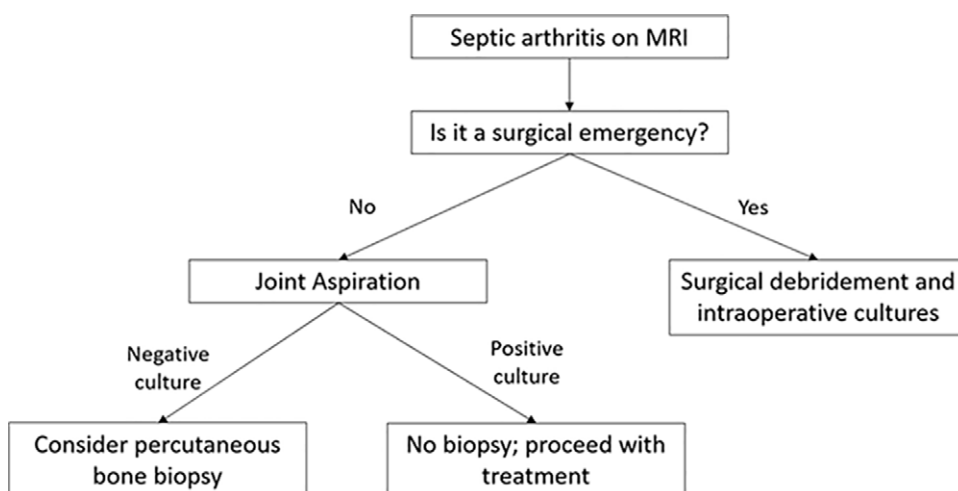 Septic arthritis on MRI
Is it a surgical emergency?
No
Yes
Joint Aspiration
Surgical debridement and
intraoperative cultures
Negative
culture
Positive
culture
Consider percutaneous
bone biopsy
No biopsy; proceed with
treatment